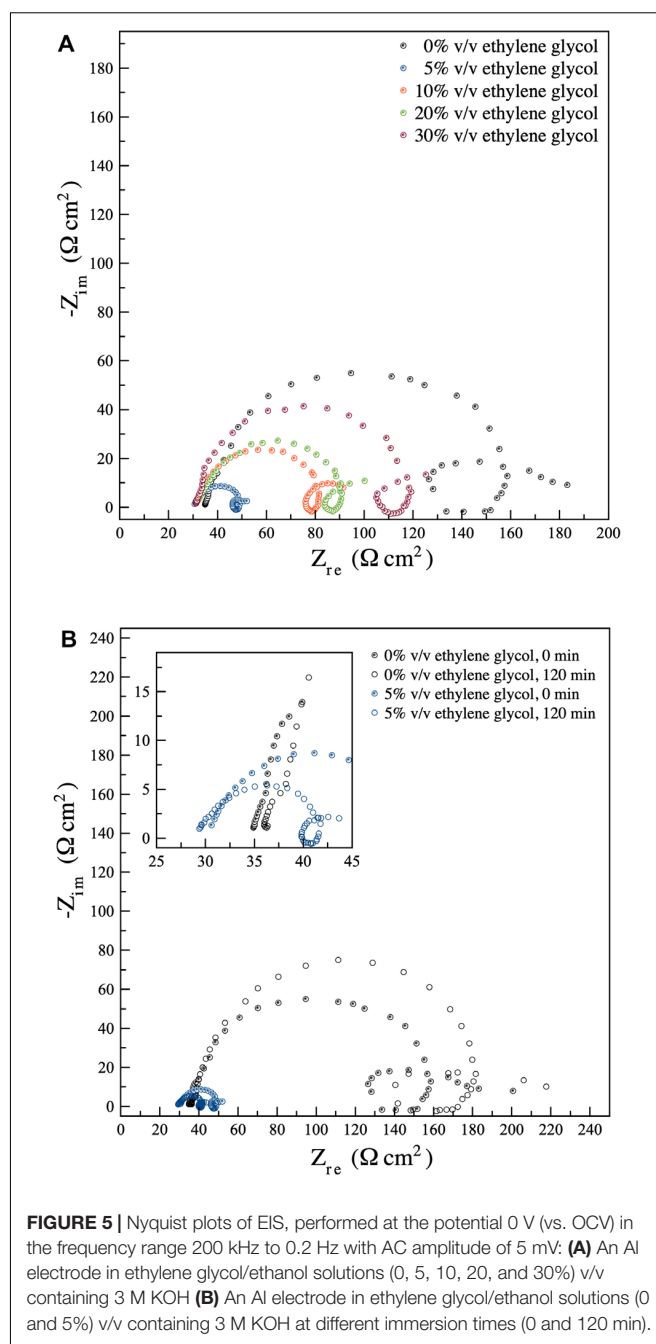 A
0% v/v ethylene glycol
5% v/v ethylene glycol
10% v/v ethylene glycol
20% v/v ethylene glycol
30% v/v ethylene glycol
180
160
140
120
100
80
60
40
20
0
-Z_im (Ω cm²)
0 20 40 60 80 100 120 140 160 180 200
Z_re (Ω cm²)
B
0% v/v ethylene glycol, 0 min
0% v/v ethylene glycol, 120 min
5% v/v ethylene glycol, 0 min
5% v/v ethylene glycol, 120 min
240
220
200
180
160
140
120
100
80
60
40
20
0
-Z_im (Ω cm²)
15
10
5
0
25 30 35 40 45
0 20 40 60 80 100 120 140 160 180 200 220 240
Z_re (Ω cm²)
FIGURE 5 | Nyquist plots of EIS, performed at the potential 0 V (vs. OCV) in
the frequency range 200 kHz to 0.2 Hz with AC amplitude of 5 mV: (A) An Al
electrode in ethylene glycol/ethanol solutions (0, 5, 10, 20, and 30%) v/v
containing 3 M KOH (B) An Al electrode in ethylene glycol/ethanol solutions (0
and 5%) v/v containing 3 M KOH at different immersion times (0 and 120 min).